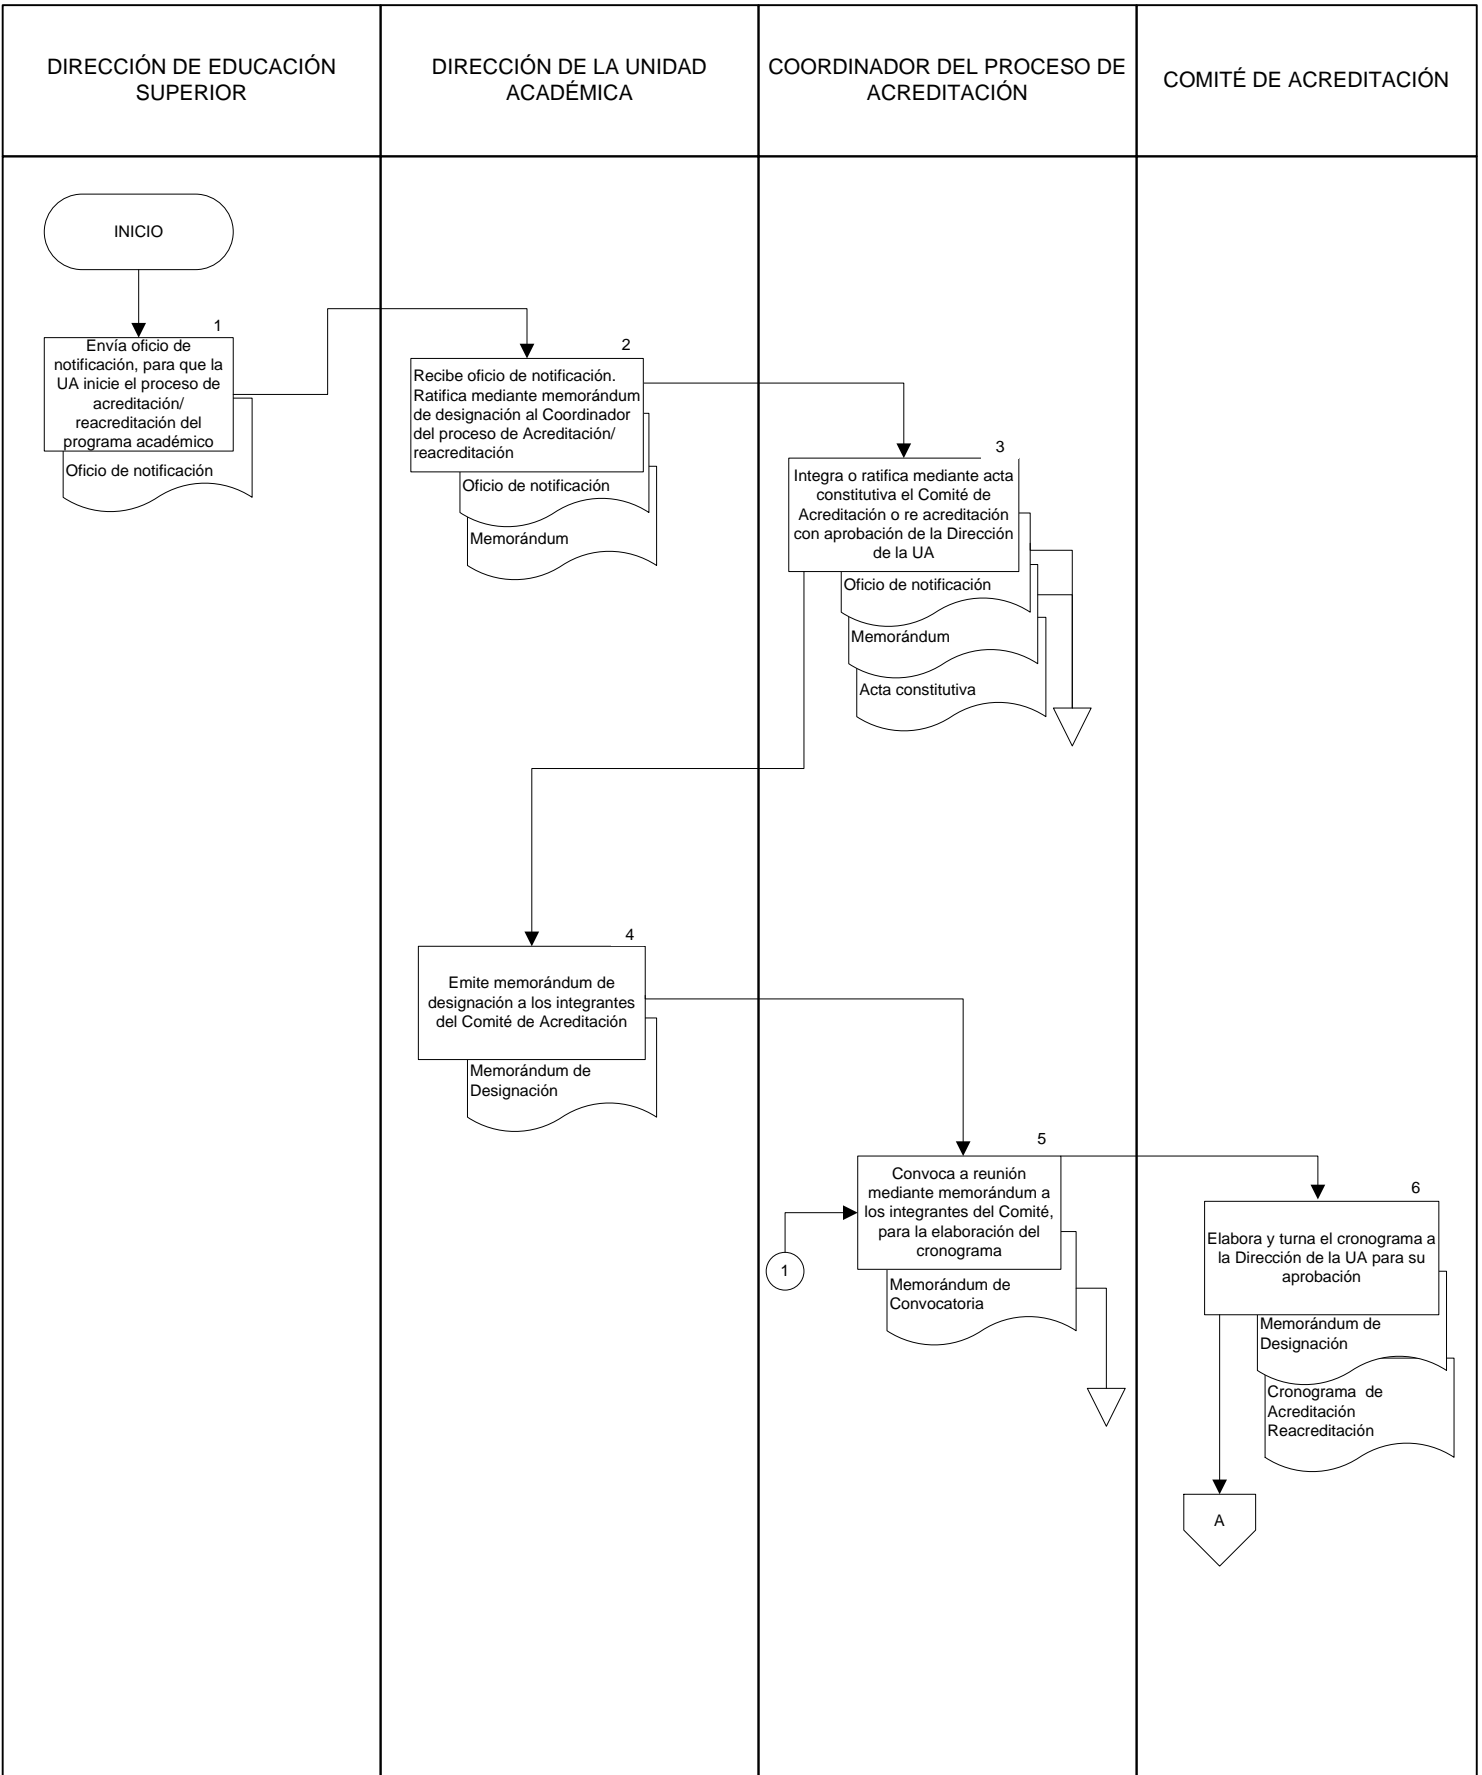 DIRECCIÓN DE EDUCACIÓN
SUPERIOR
DIRECCIÓN DE LA UNIDAD
ACADÉMICA
COORDINADOR DEL PROCESO DE
ACREDITACIÓN
COMITÉ DE ACREDITACIÓN
INICIO
1
Envía oficio de
notificación, para que la
UA inicie el proceso de
acreditación/
reacreditación del
programa académico
Oficio de notificación
2
Recibe oficio de notificación.
Ratifica mediante memorándum
de designación al Coordinador
del proceso de Acreditación/
reacreditación
Oficio de notificación
Memorándum
3
Integra o ratifica mediante acta
constitutiva el Comité de
Acreditación o re acreditación
con aprobación de la Dirección
de la UA
Oficio de notificación
Memorándum
Acta constitutiva
4
Emite memorándum de
designación a los integrantes
del Comité de Acreditación
Memorándum de
Designación
5
Convoca a reunión
mediante memorándum a
los integrantes del Comité,
para la elaboración del
cronograma
1
Memorándum de
Convocatoria
6
Elabora y turna el cronograma a
la Dirección de la UA para su
aprobación
Memorándum de
Designación
Cronograma de
Acreditación
Reacreditación
A